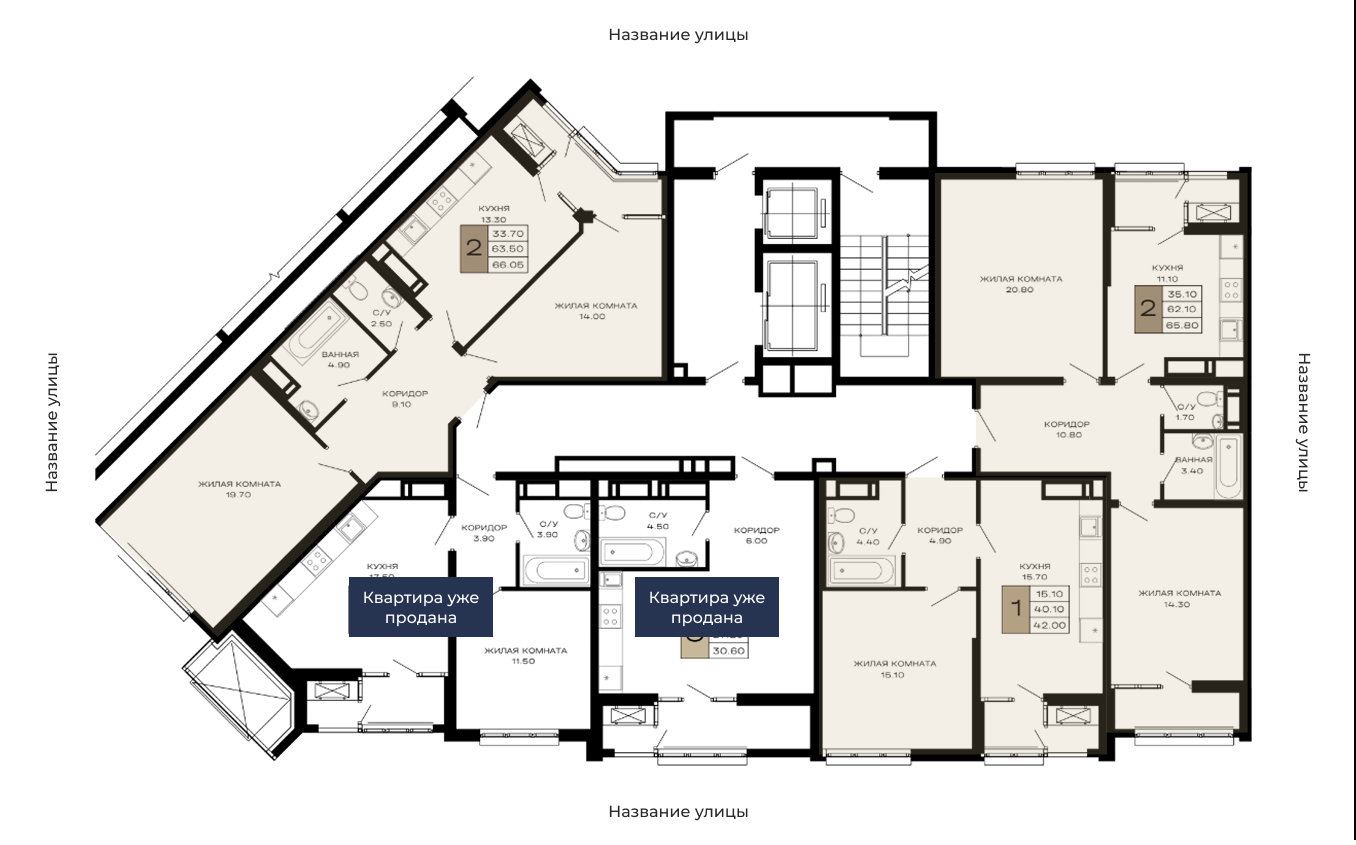 Название улицы
КУХНЯ
13.30
2
33.70
63.50
66.05
ЖИЛАЯ КОМНАТА
14.00
С/У
2.50
ВАННАЯ
4.90
КОРИДОР
9.10
ЖИЛАЯ КОМНАТА
19.70
ЖИЛАЯ КОМНАТА
20.80
КУХНЯ
11.10
2
35.10
62.10
65.80
С/У
1.70
КОРИДОР
10.80
ВАННАЯ
3.40
ЖИЛАЯ КОМНАТА
14.30
Название улицы
Название улицы
КОРИДОР
3.90
С/У
3.90
КУХНЯ
Квартира уже
продана
ЖИЛАЯ КОМНАТА
11.50
С/У
4.50
КОРИДОР
6.00
Квартира уже
продана
30.60
С/У
4.40
КОРИДОР
4.90
КУХНЯ
15.70
1
15.10
40.10
42.00
ЖИЛАЯ КОМНАТА
15.10
Название улицы